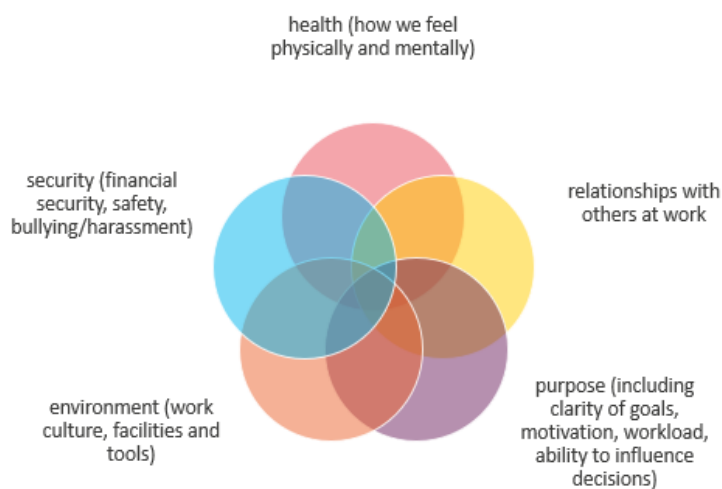 health (how we feel
physically and mentally)
security (financial
security, safety,
bullying/harassment)
relationships with
others at work
environment (work
culture, facilities and
tools)
purpose (including
clarity of goals,
motivation, workload,
ability to influence
decisions)